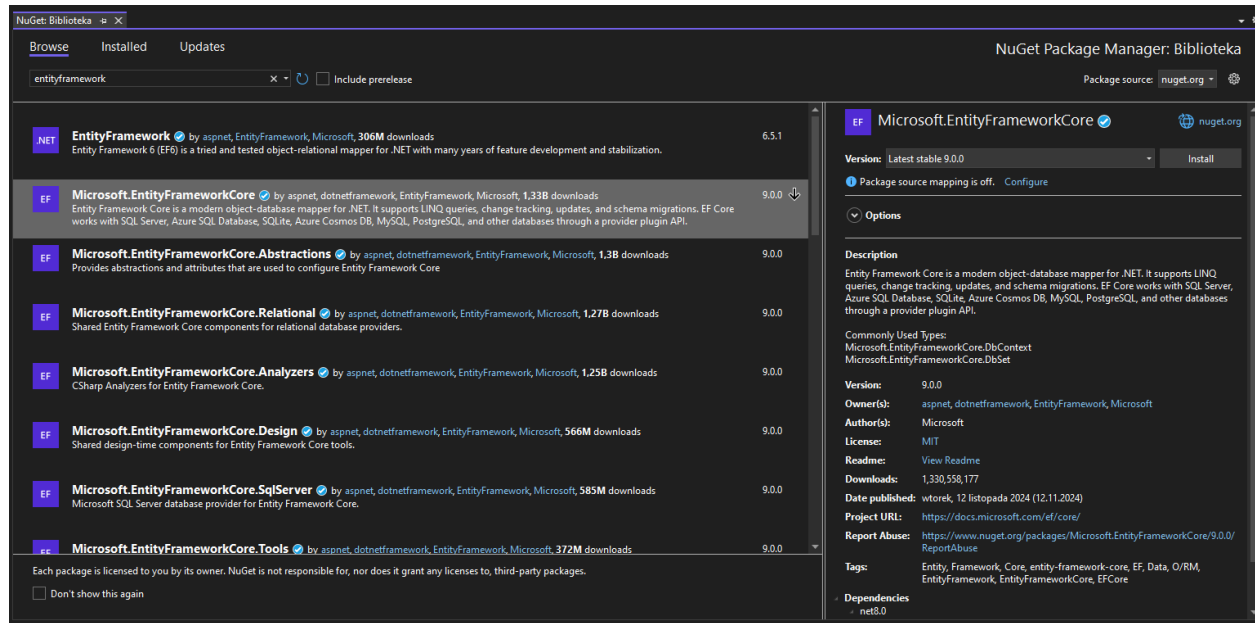 NuGet: Biblioteka
Browse Installed Updates
NuGet Package Manager: Biblioteka
entityframework
Include prerelease
Package source: nuget.org
.NET
EntityFramework by aspnet, EntityFramework, Microsoft, 306M downloads
6.5.1
Entity Framework 6 (EF6) is a tried and tested object-relational mapper for .NET with many years of feature development and stabilization.
EF
Microsoft.EntityFrameworkCore by aspnet, dotnetframework, EntityFramework, Microsoft, 1,33B downloads
9.0.0
Entity Framework Core is a modern object-database mapper for .NET. It supports LINQ queries, change tracking, updates, and schema migrations. EF Core
works with SQL Server, Azure SQL Database, SQLite, Azure Cosmos DB, MySQL, PostgreSQL, and other databases through a provider plugin API.
EF
Microsoft.EntityFrameworkCore.Abstractions by aspnet, dotnetframework, EntityFramework, Microsoft, 1,3B downloads
9.0.0
Provides abstractions and attributes that are used to configure Entity Framework Core
EF
Microsoft.EntityFrameworkCore.Relational by aspnet, dotnetframework, EntityFramework, Microsoft, 1,27B downloads
9.0.0
Shared Entity Framework Core components for relational database providers.
EF
Microsoft.EntityFrameworkCore.Analyzers by aspnet, dotnetframework, EntityFramework, Microsoft, 1,25B downloads
9.0.0
CSharp Analyzers for Entity Framework Core.
EF
Microsoft.EntityFrameworkCore.Design by aspnet, dotnetframework, EntityFramework, Microsoft, 566M downloads
9.0.0
Shared design-time components for Entity Framework Core tools.
EF
Microsoft.EntityFrameworkCore.SqlServer by aspnet, dotnetframework, EntityFramework, Microsoft, 585M downloads
9.0.0
Microsoft SQL Server database provider for Entity Framework Core.
EF
Microsoft.EntityFrameworkCore.Tools by aspnet, dotnetframework, EntityFramework, Microsoft, 372M downloads
9.0.0
Each package is licensed to you by its owner. NuGet is not responsible for, nor does it grant any licenses to, third-party packages.
Don't show this again
EF
Microsoft.EntityFrameworkCore
nuget.org
Version: Latest stable 9.0.0
Install
Package source mapping is off. Configure
Options
Description
Entity Framework Core is a modern object-database mapper for .NET. It supports LINQ
queries, change tracking, updates, and schema migrations. EF Core works with SQL Server,
Azure SQL Database, SQLite, Azure Cosmos DB, MySQL, PostgreSQL, and other databases
through a provider plugin API.
Commonly Used Types:
Microsoft.EntityFrameworkCore.DbContext
Microsoft.EntityFrameworkCore.DbSet
Version: 9.0.0
Owner(s): aspnet, dotnetframework, EntityFramework, Microsoft
Author(s): Microsoft
License: MIT
Readme: View Readme
Downloads: 1,330,558,177
Date published: wtorek, 12 listopada 2024 (12.11.2024)
Project URL: https://docs.microsoft.com/ef/core/
Report Abuse: https://www.nuget.org/packages/Microsoft.EntityFrameworkCore/9.0.0/
ReportAbuse
Tags: Entity, Framework, Core, entity-framework-core, EF, Data, O/RM,
EntityFramework, EntityFrameworkCore, EFCore
Dependencies
net8.0